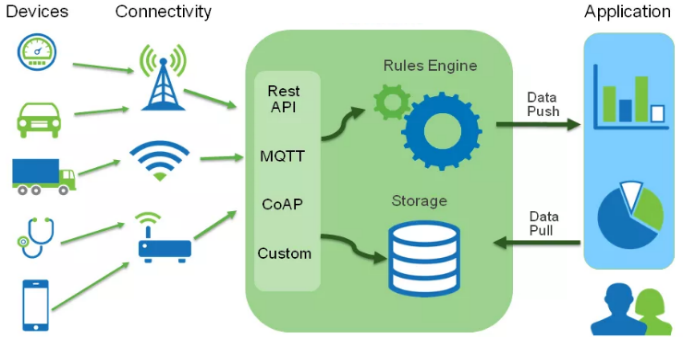 Devices
Connectivity
Application
Rules Engine
Rest
API
MQTT
CoAP
Custom
Storage
Data
Push
Data
Pull